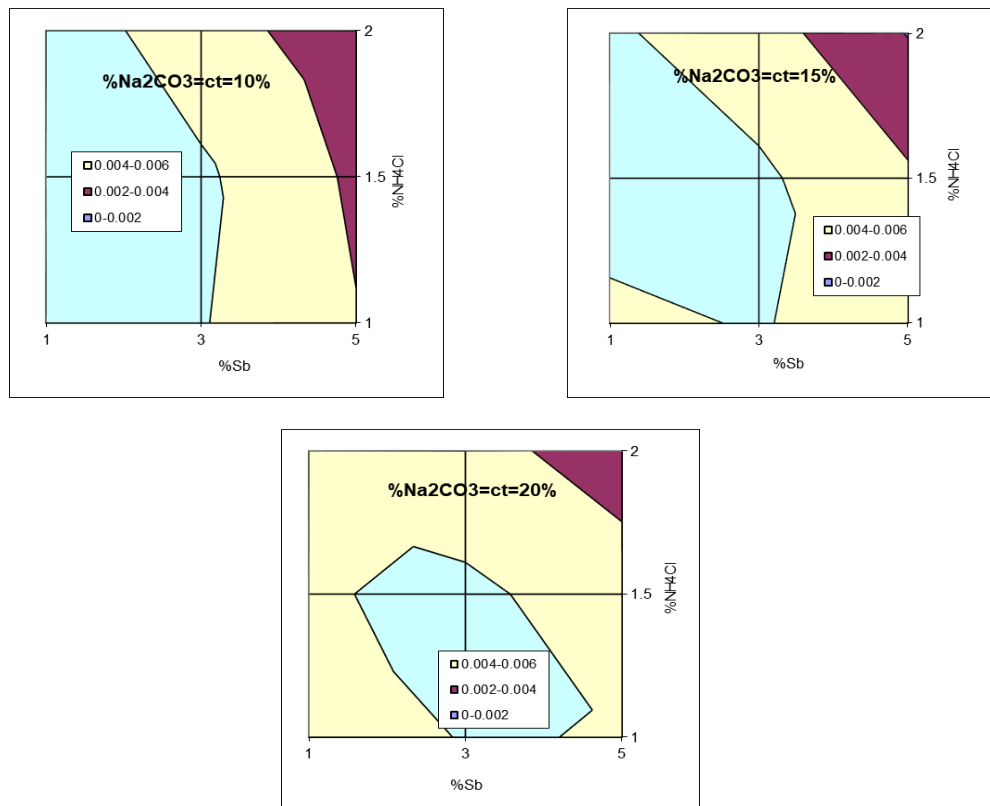 2
%Na2CO3=ct=10%
0.004-0.006
0.002-0.004
0-0.002
1.5
%NH4Cl
1
1 3 5
%Sb
2
%Na2CO3=ct=15%
1.5
%NH4Cl
0.004-0.006
0.002-0.004
0-0.002
1
1 3 5
%Sb
2
%Na2CO3=ct=20%
1.5
%NH4Cl
0.004-0.006
0.002-0.004
0-0.002
1
1 3 5
%Sb